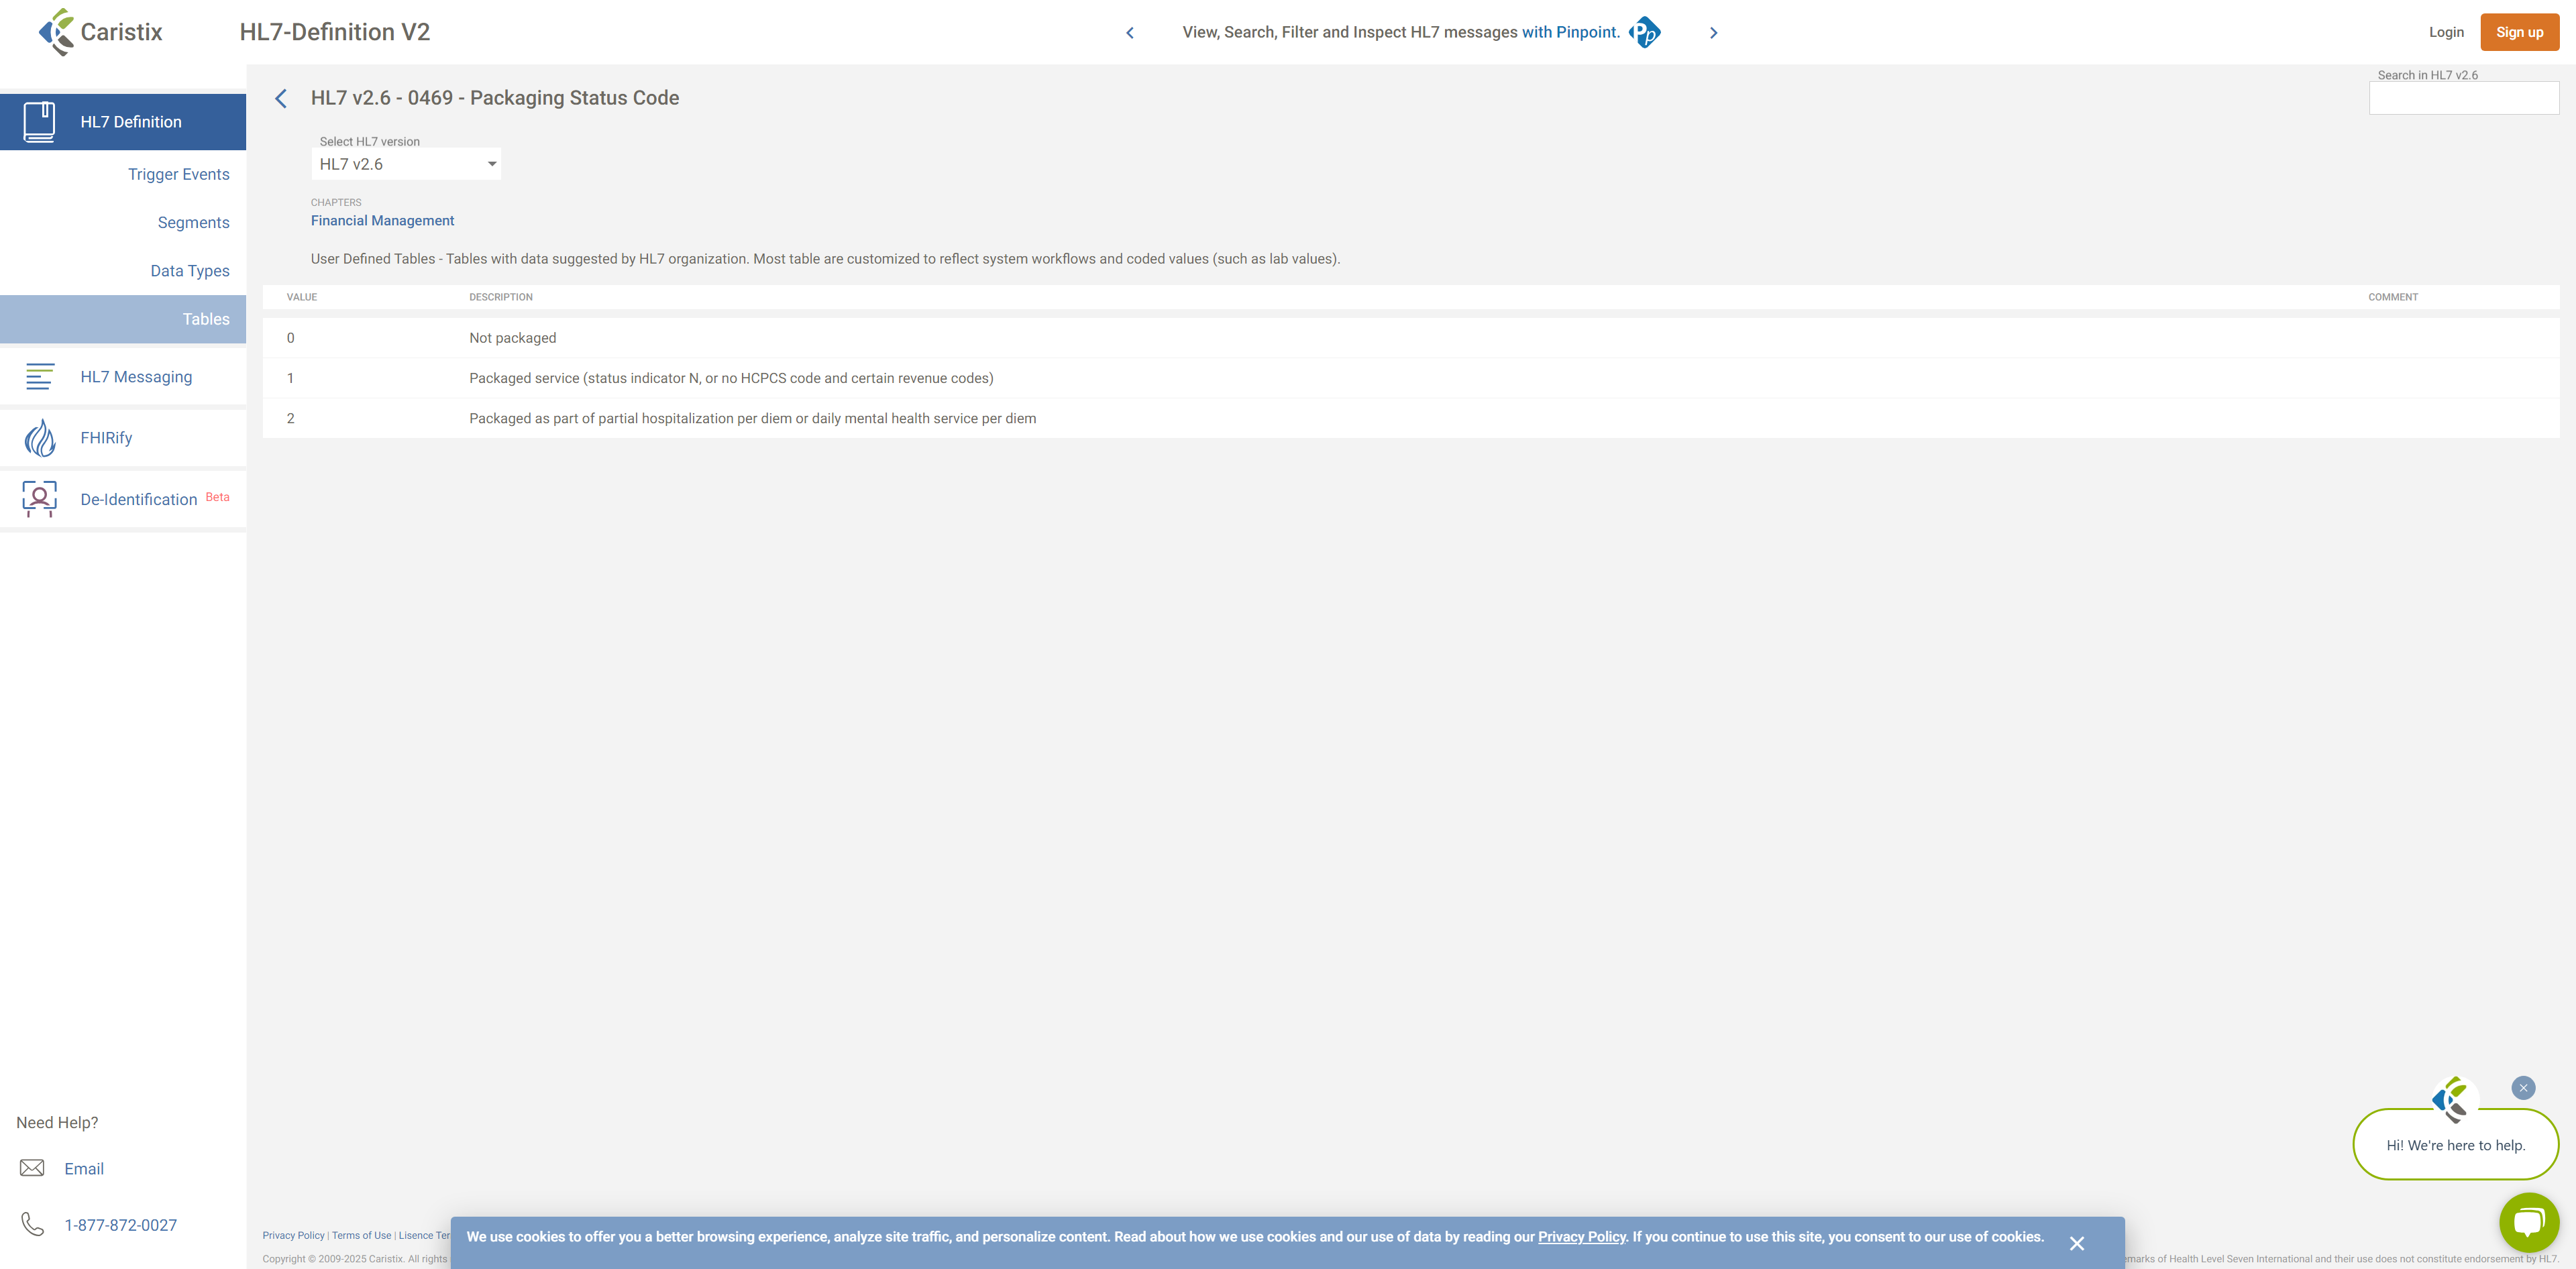 Caristix
HL7-Definition V2
View, Search, Filter and Inspect HL7 messages with Pinpoint.
Pp
Login
Sign up
HL7 Definition
Trigger Events
Segments
Data Types
Tables
HL7 Messaging
FHIRify
De-Identification Beta
Need Help?
Email
1-877-872-0027
HL7 v2.6 - 0469 - Packaging Status Code
Search in HL7 v2.6
Select HL7 version
HL7 v2.6
CHAPTERS
Financial Management
User Defined Tables - Tables with data suggested by HL7 organization. Most table are customized to reflect system workflows and coded values (such as lab values).
VALUE DESCRIPTION COMMENT
0 Not packaged
1 Packaged service (status indicator N, or no HCPCS code and certain revenue codes)
2 Packaged as part of partial hospitalization per diem or daily mental health service per diem
Hi! We're here to help.
Privacy Policy | Terms of Use | Lisence Ter
We use cookies to offer you a better browsing experience, analyze site traffic, and personalize content. Read about how we use cookies and our use of data by reading our Privacy Policy. If you continue to use this site, you consent to our use of cookies.
Copyright © 2009-2025 Caristix. All rights
emarks of Health Level Seven International and their use does not constitute endorsement by HL7.